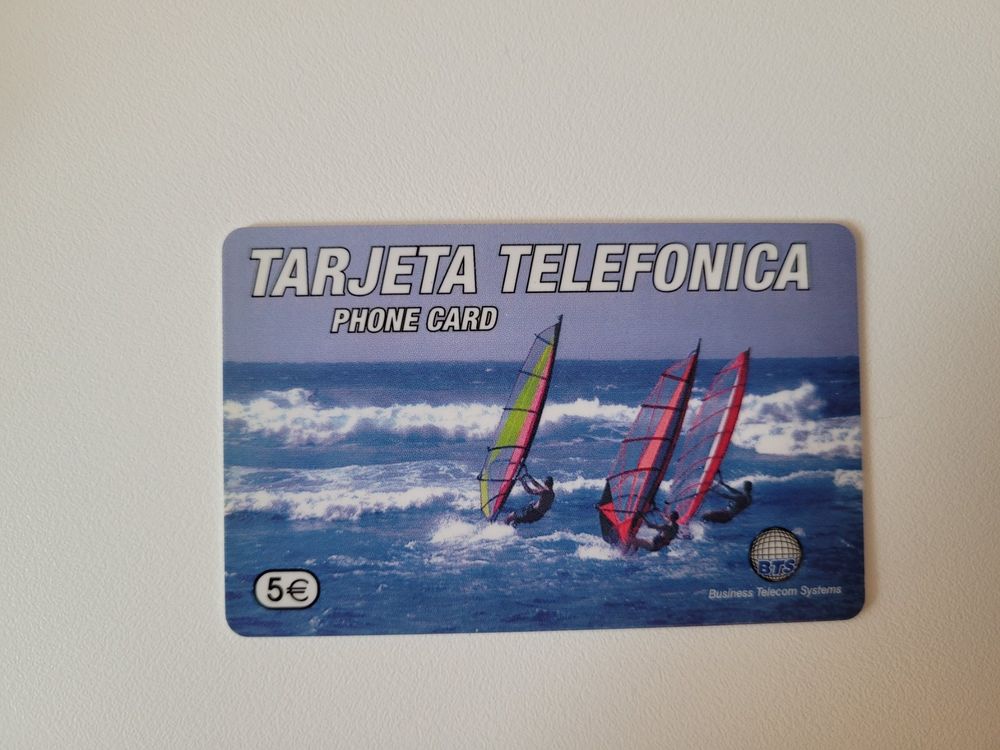 TARJETA TELEFONICA
PHONE CARD
5€
BTS
Business Telecom Systems